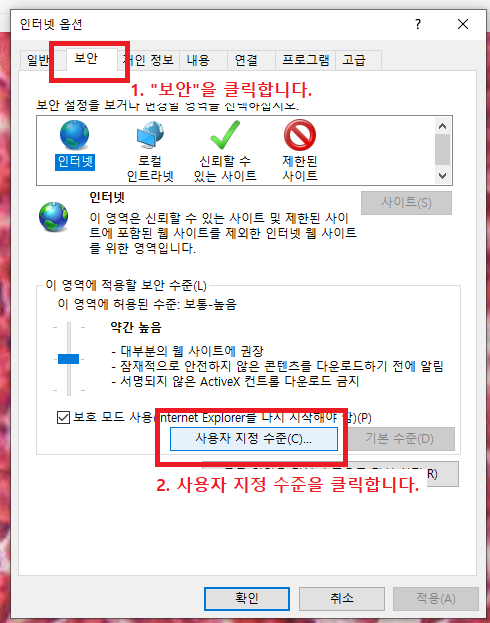 인터넷 옵션
일반 보안 개인 정보 내용 연결 프로그램 고급
1. "보안"을 클릭합니다.
보안 설정을 보거나 변경할 영역을 선택하십시오.
인터넷
로컬
인트라넷
신뢰할 수
있는 사이트
제한된
사이트
인터넷
사이트(S)
이 영역은 신뢰할 수 있는 사이트 및 제한된 사이
트에 포함된 웹 사이트를 제외한 인터넷 웹 사이트
를 위한 영역입니다.
이 영역에 적용할 보안 수준(L)
이 영역에 허용된 수준: 보통-높음
약간 높음
- 대부분의 웹 사이트에 권장
- 잠재적으로 안전하지 않은 콘텐츠를 다운로드하기 전에 알림
- 서명되지 않은 ActiveX 컨트롤 다운로드 금지
보호 모드 사용(Internet Explorer를 다시 시작해야 함)(P)
사용자 지정 수준(C)... 기본 수준(D)
R)
2. 사용자 지정 수준을 클릭합니다.
확인 취소 적용(A)